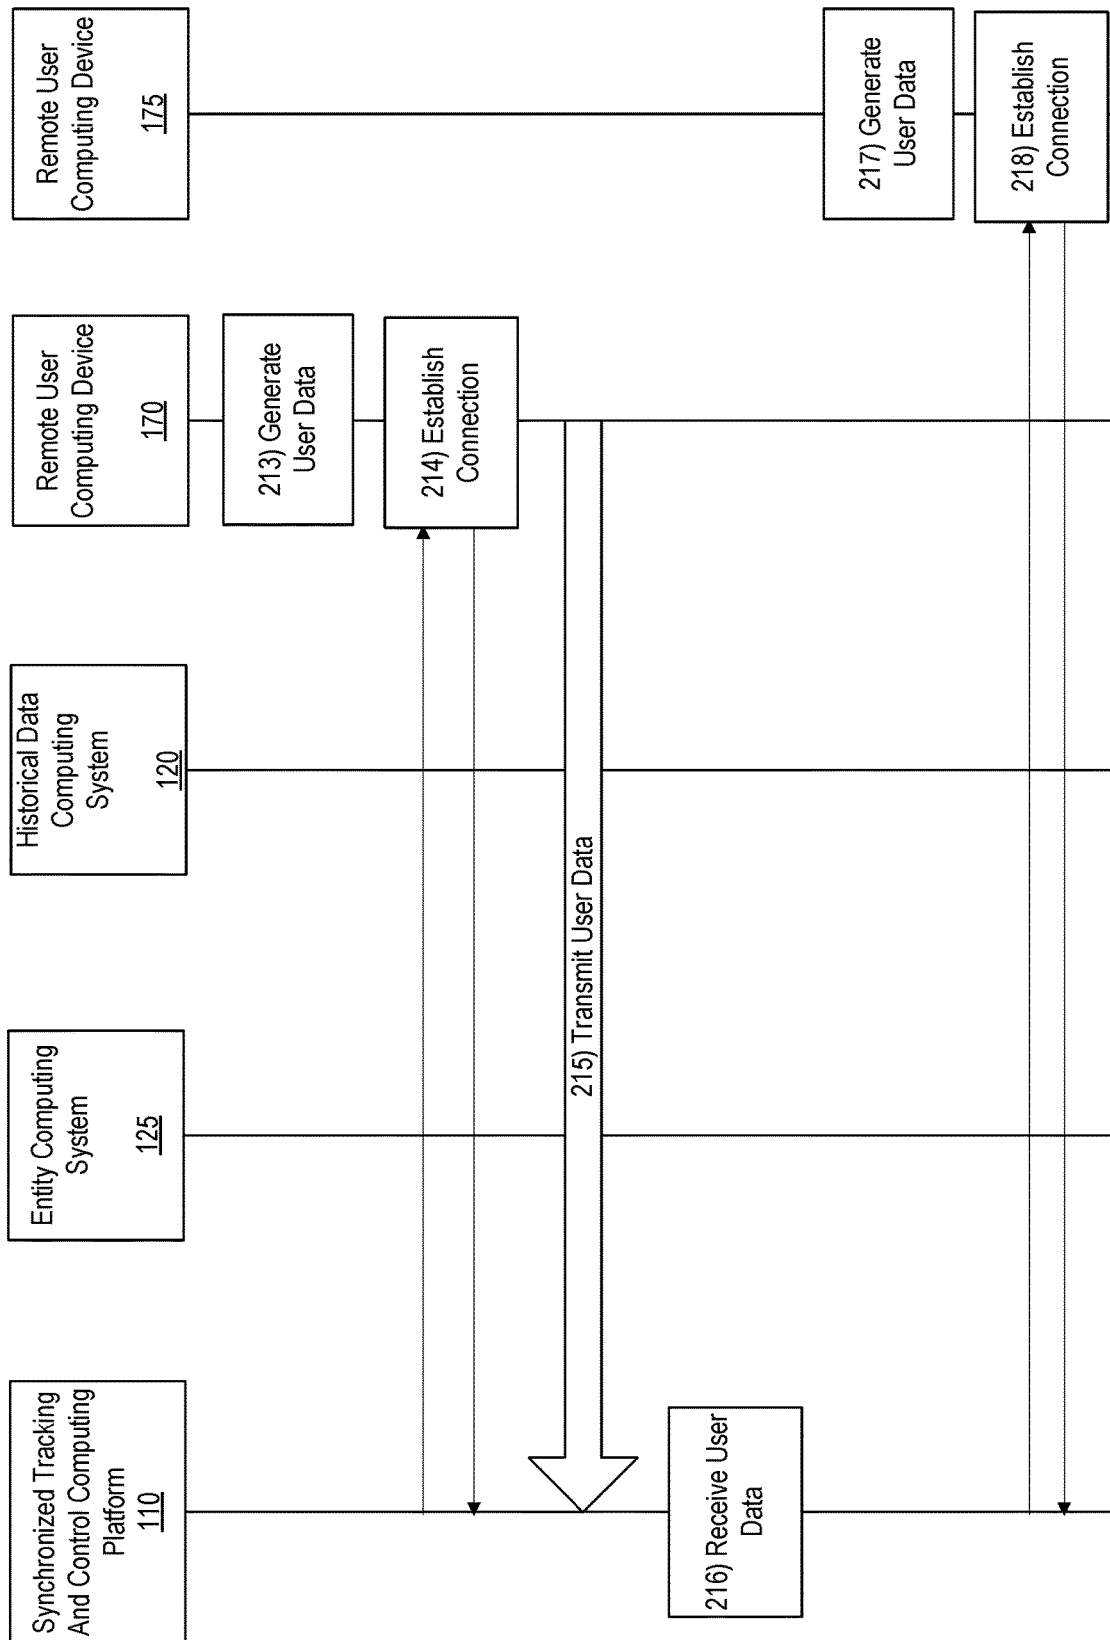 Synchronized Tracking
And Control Computing
Platform
110
Entity Computing
System
125
Historical Data
Computing
System
120
Remote User
Computing Device
170
Remote User
Computing Device
175
213) Generate
User Data
214) Establish
Connection
215) Transmit User Data
216) Receive User
Data
217) Generate
User Data
218) Establish
Connection